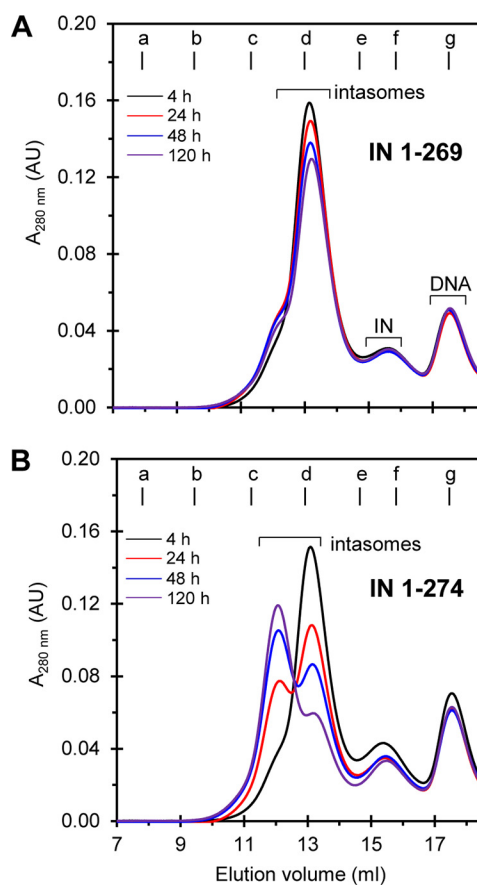 A
a b c d e f g
0.20
0.16
0.12
0.08
0.04
0.00
A280 nm (AU)
4 h
24 h
48 h
120 h
intasomes
IN 1-269
IN
DNA
B
a b c d e f g
0.20
0.16
0.12
0.08
0.04
0.00
A280 nm (AU)
4 h
24 h
48 h
120 h
intasomes
IN 1-274
7 9 11 13 15 17
Elution volume (ml)